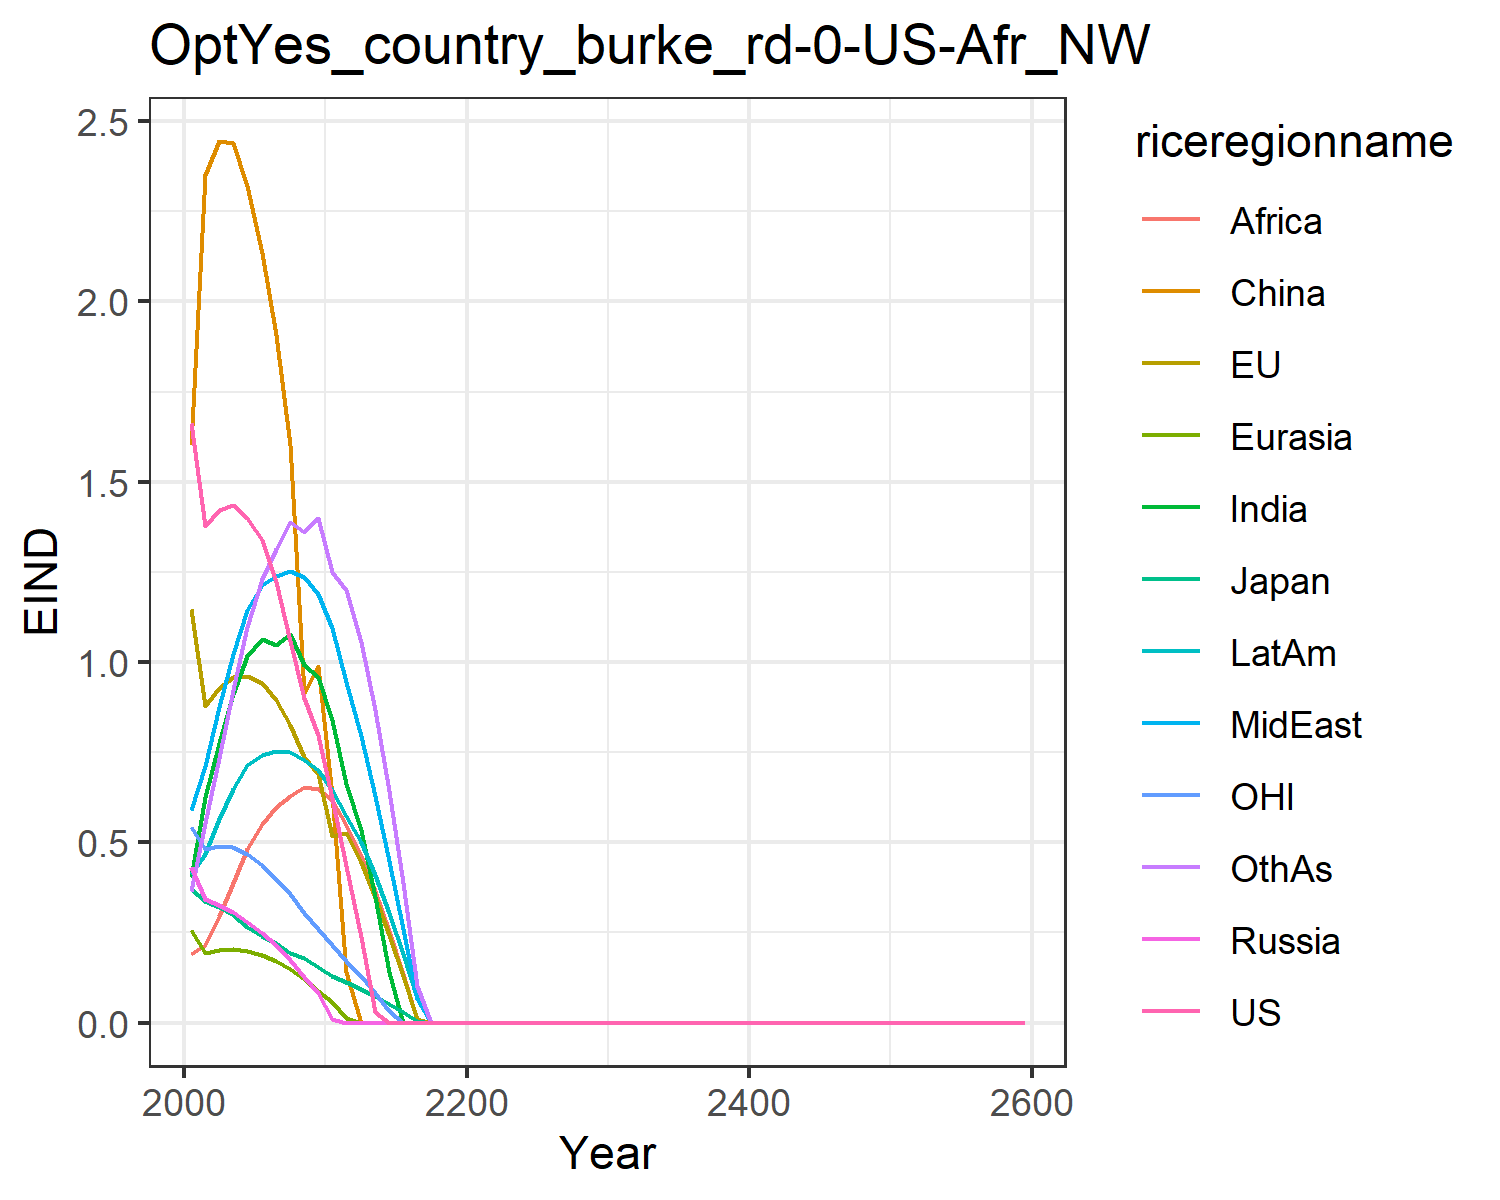 OptYes_country_burke_rd-0-US-Afr_NW
2.5
2.0
1.5
1.0
0.5
0.0
EIND
2000
2200
2400
2600
Year
riceregionname
Africa
China
EU
Eurasia
India
Japan
LatAm
MidEast
OHI
OthAs
Russia
US